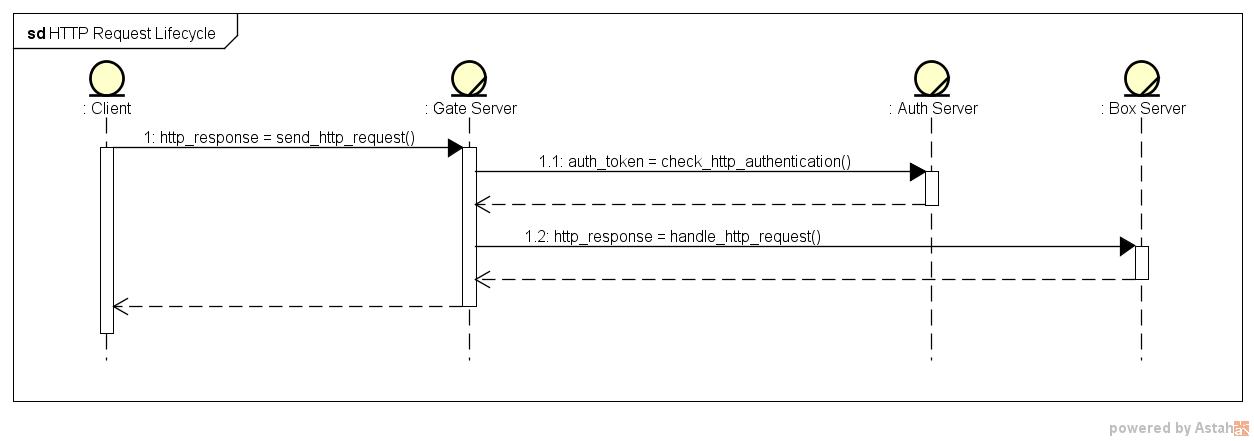 sd HTTP Request Lifecycle
: Client
: Gate Server
: Auth Server
: Box Server
1: http_response = send_http_request()
1.1: auth_token = check_http_authentication()
1.2: http_response = handle_http_request()
powered by Astah